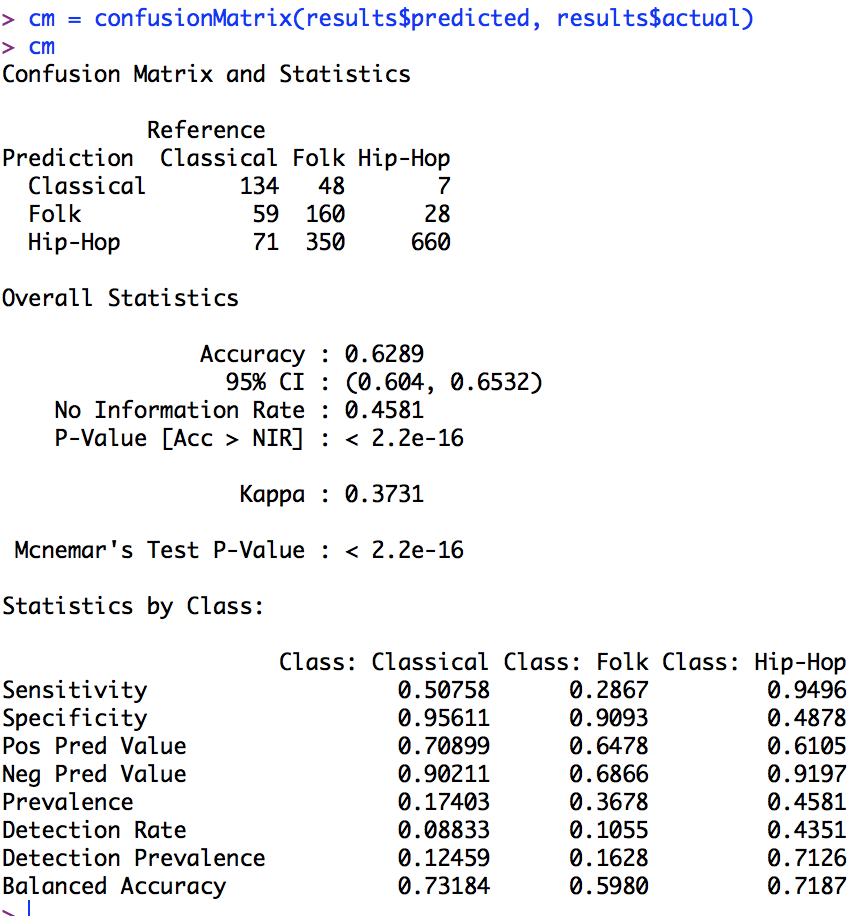 > cm = confusionMatrix(results$predicted, results$actual)
> cm
Confusion Matrix and Statistics

           Reference
Prediction  Classical Folk Hip-Hop
  Classical       134   48       7
  Folk             59  160      28
  Hip-Hop          71  350     660

Overall Statistics

               Accuracy : 0.6289
                 95% CI : (0.604, 0.6532)
    No Information Rate : 0.4581
    P-Value [Acc > NIR] : < 2.2e-16

                  Kappa : 0.3731

 Mcnemar's Test P-Value : < 2.2e-16

Statistics by Class:

                     Class: Classical Class: Folk Class: Hip-Hop
Sensitivity                   0.50758      0.2867         0.9496
Specificity                   0.95611      0.9093         0.4878
Pos Pred Value                0.70899      0.6478         0.6105
Neg Pred Value                0.90211      0.6866         0.9197
Prevalence                    0.17403      0.3678         0.4581
Detection Rate                0.08833      0.1055         0.4351
Detection Prevalence          0.12459      0.1628         0.7126
Balanced Accuracy             0.73184      0.5980         0.7187
>